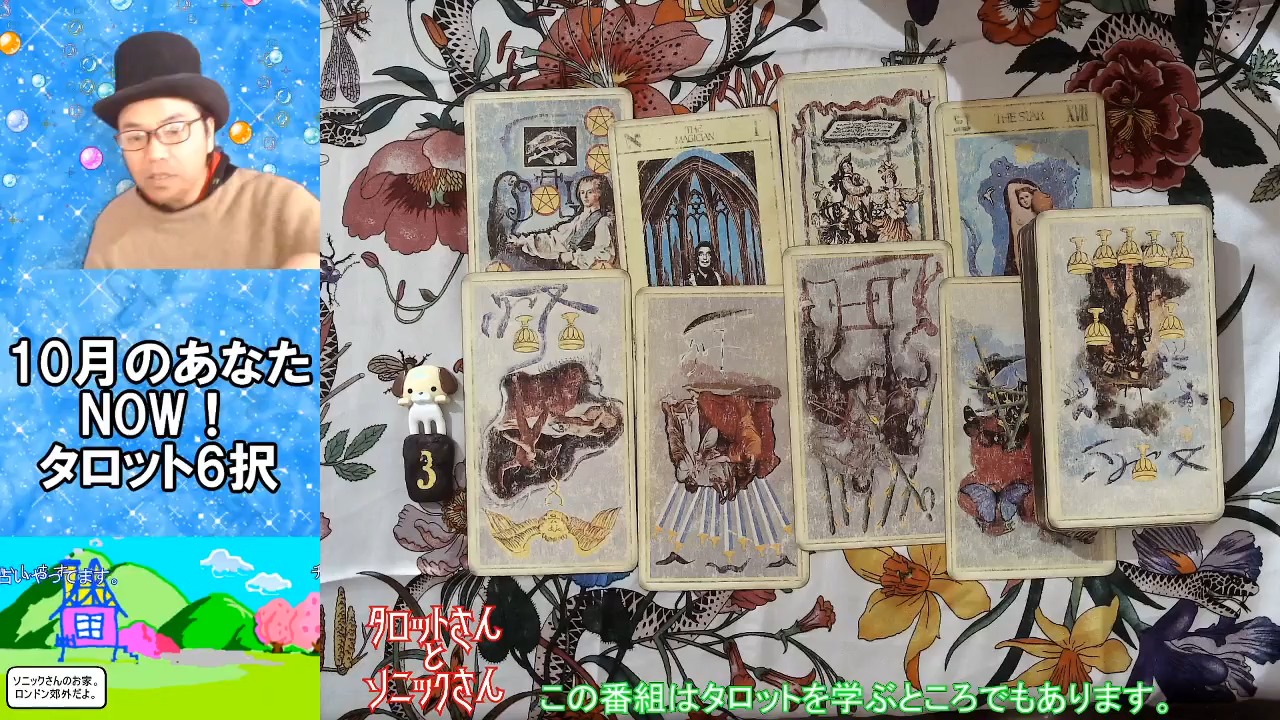 10月のあなた
NOW！
タロット6択
占いやってます。
ソニックさんのお家。
ロンドン郊外だよ。
THE
MAGICIAN
I
THE STAR
XVII
3
タロットさん
と
ソニックさん
この番組はタロットを学ぶところでもあります。